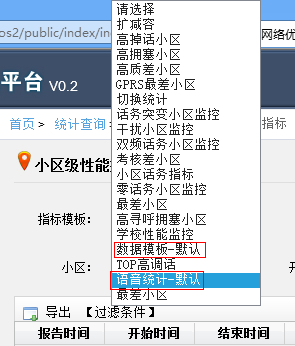 请选择
扩减容
高掉话小区
高拥塞小区
高质差小区
GPRS最差小区
切换统计
话务突变小区监控
干扰小区监控
双频话务小区监控
考核差小区
小区话务指标
零话务小区监控
最差小区
高寻呼拥塞小区
学校性能监控
数据模板-默认
TOP高调话
语音统计-默认
最差小区
os2/public/index/in
网络优
平台 V0.2
首页 > 统计查询 >
指标
小区级性能
指标模板：
小区：
导出 【过滤条件】
报告时间 开始时间 结束时间